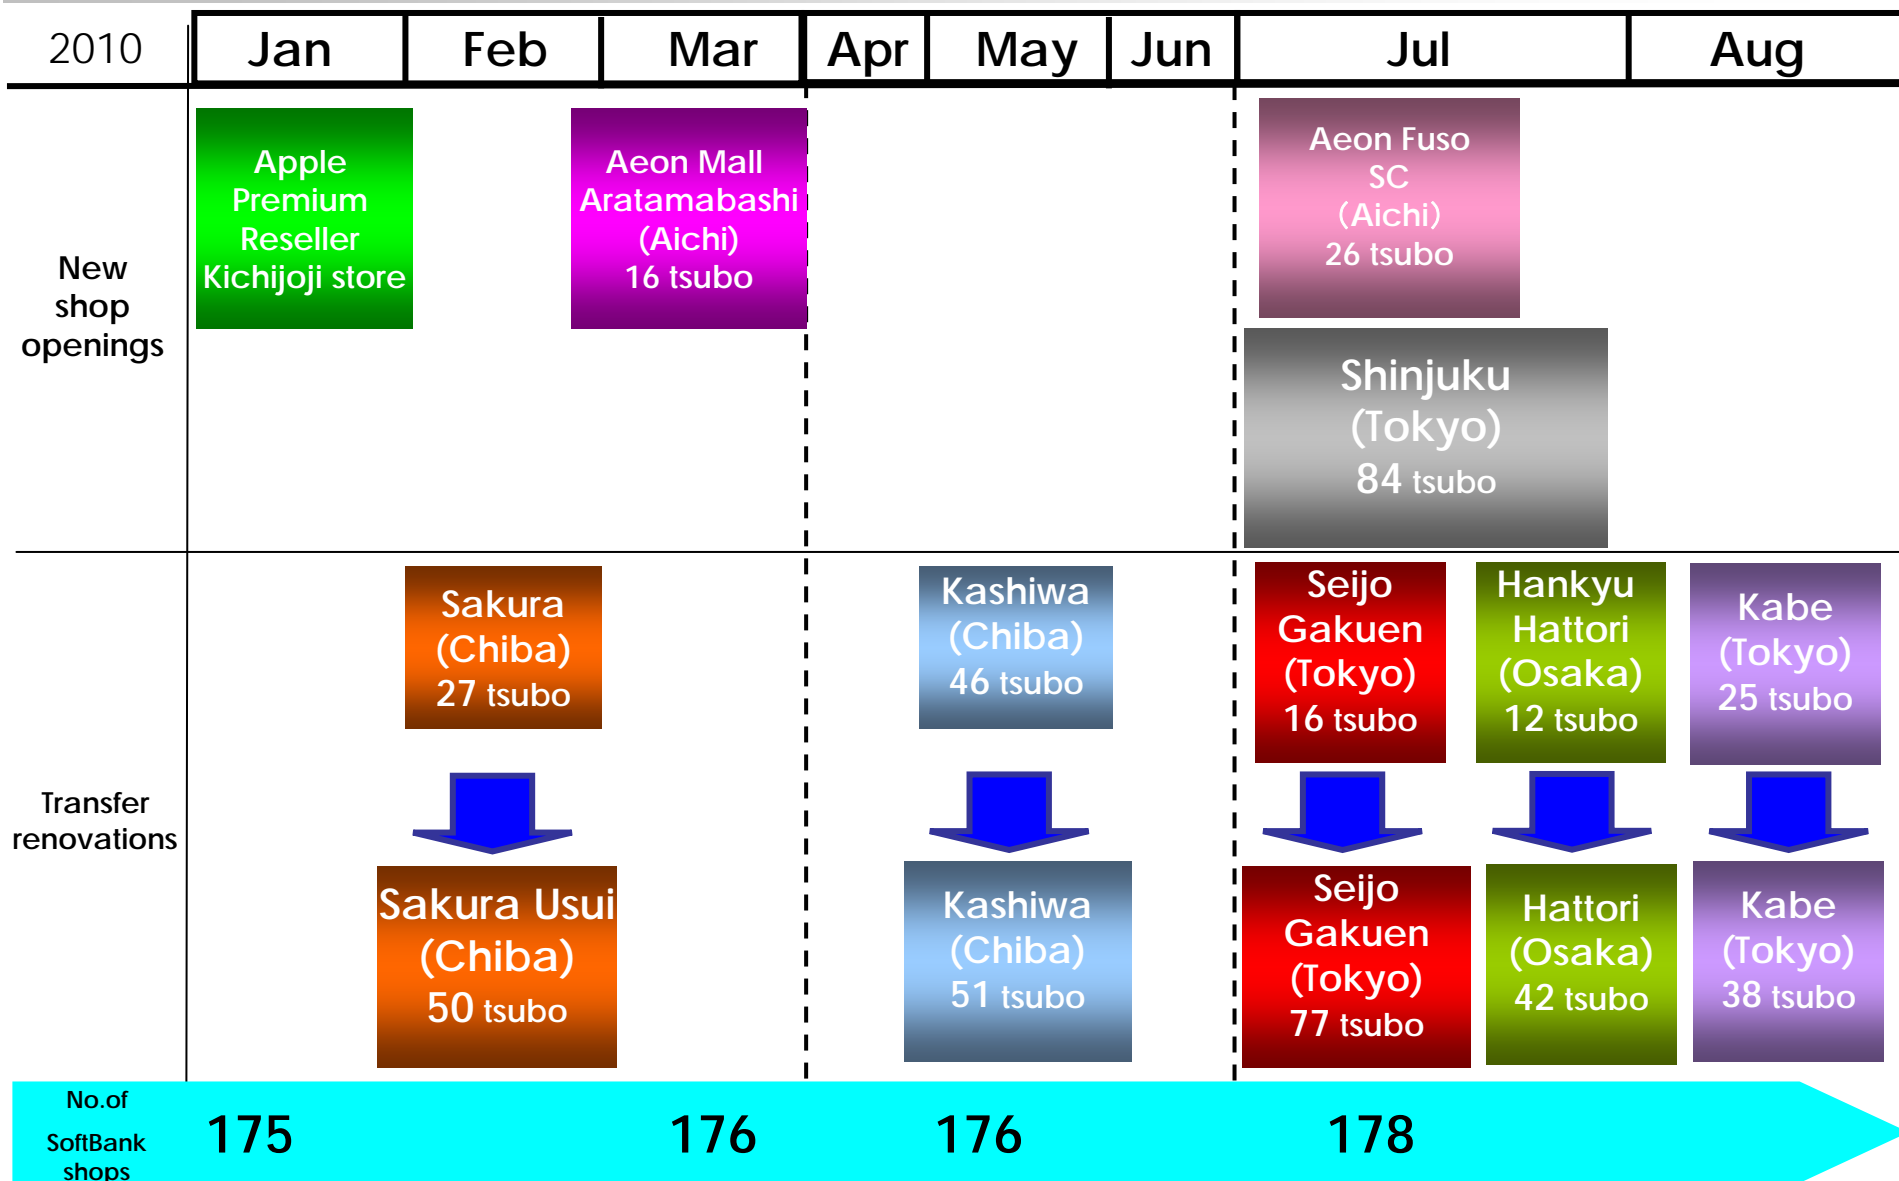 2010
Jan
Feb
Mar
Apr
May
Jun
Jul
Aug
New
shop
openings
Apple
Premium
Reseller
Kichijoji store
Aeon Mall
Aratamabashi
(Aichi)
16 tsubo
Aeon Fuso
SC
(Aichi)
26 tsubo
Shinjuku
(Tokyo)
84 tsubo
Transfer
renovations
Sakura
(Chiba)
27 tsubo
Kashiwa
(Chiba)
46 tsubo
Seijo
Gakuen
(Tokyo)
16 tsubo
Hankyu
Hattori
(Osaka)
12 tsubo
Kabe
(Tokyo)
25 tsubo
Sakura Usui
(Chiba)
50 tsubo
Kashiwa
(Chiba)
51 tsubo
Seijo
Gakuen
(Tokyo)
77 tsubo
Hattori
(Osaka)
42 tsubo
Kabe
(Tokyo)
38 tsubo
No.of
SoftBank
shops
175
176
176
178